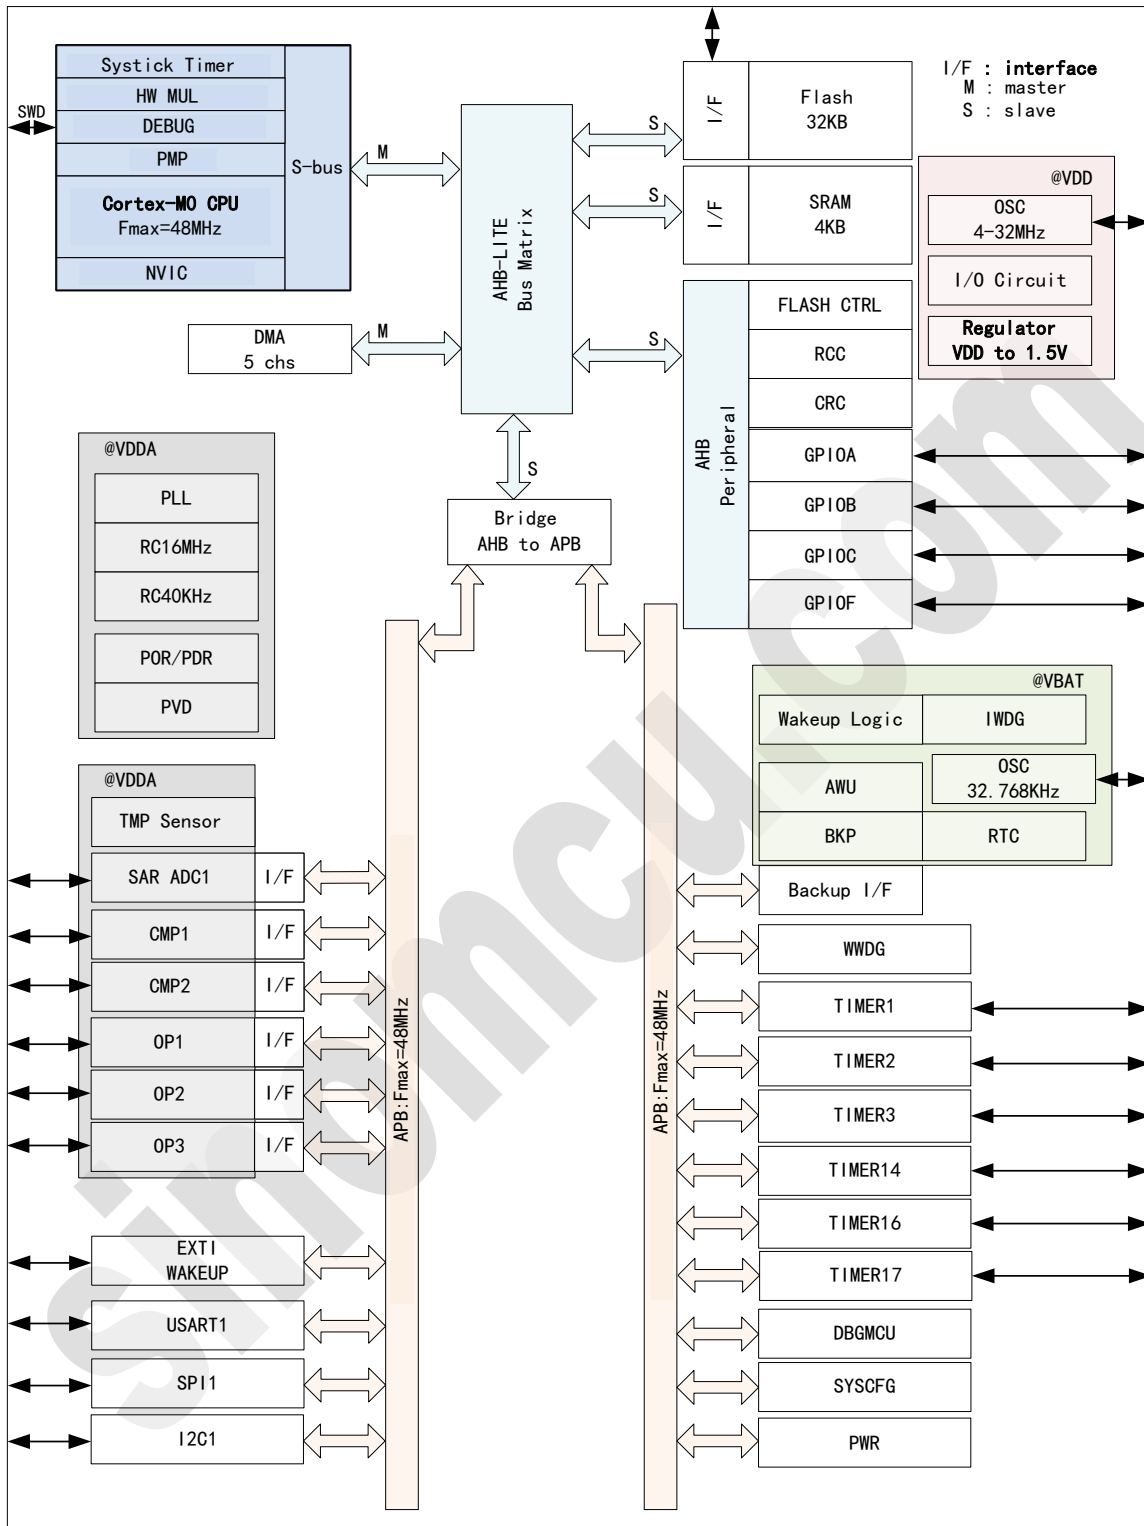 Systick Timer
HW MUL
SWD
DEBUG
PMP
S-bus
Cortex-M0 CPU
Fmax=48MHz
NVIC
M
DMA
5 chs
M
AHB-LITE
Bus Matrix
S
I/F
Flash
32KB
S
I/F
SRAM
4KB
I/F : interface
M : master
S : slave
@VDD
OSC
4-32MHz
I/O Circuit
Regulator
VDD to 1.5V
S
AHB
Peripheral
FLASH CTRL
RCC
CRC
GPIOA
GPIOB
GPIOC
GPIOF
S
Bridge
AHB to APB
@VDDA
PLL
RC16MHz
RC40KHz
POR/PDR
PVD
@VDDA
TMP Sensor
SAR ADC1
I/F
CMP1
I/F
CMP2
I/F
OP1
I/F
OP2
I/F
OP3
I/F
EXTI
WAKEUP
USART1
SPI1
I2C1
APB:Fmax=48MHz
APB:Fmax=48MHz
@VBAT
Wakeup Logic
IWDG
OSC
32.768KHz
AWU
BKP
RTC
Backup I/F
WWDG
TIMER1
TIMER2
TIMER3
TIMER14
TIMER16
TIMER17
DBGMCU
SYSCFG
PWR
sinomcu.com